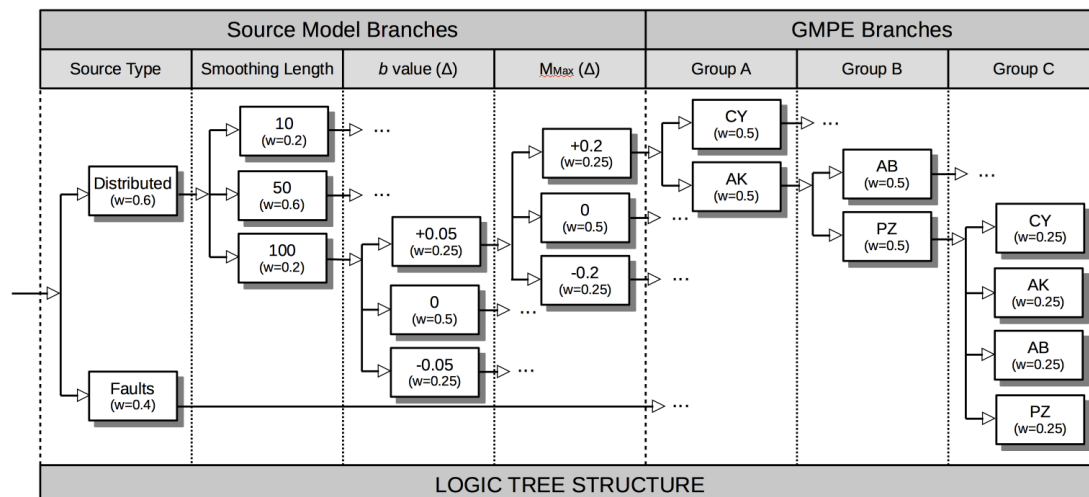 Source Model Branches
GMPE Branches
Source Type
Smoothing Length
b value (Δ)
MMax (Δ)
Group A
Group B
Group C
Distributed
(w=0.6)
Faults
(w=0.4)
10
(w=0.2)
...
50
(w=0.6)
...
100
(w=0.2)
+0.05
(w=0.25)
0
(w=0.5)
...
-0.05
(w=0.25)
...
+0.2
(w=0.25)
0
(w=0.5)
...
-0.2
(w=0.25)
...
...
CY
(w=0.5)
...
AK
(w=0.5)
AB
(w=0.5)
...
PZ
(w=0.5)
CY
(w=0.25)
AK
(w=0.25)
AB
(w=0.25)
PZ
(w=0.25)
LOGIC TREE STRUCTURE